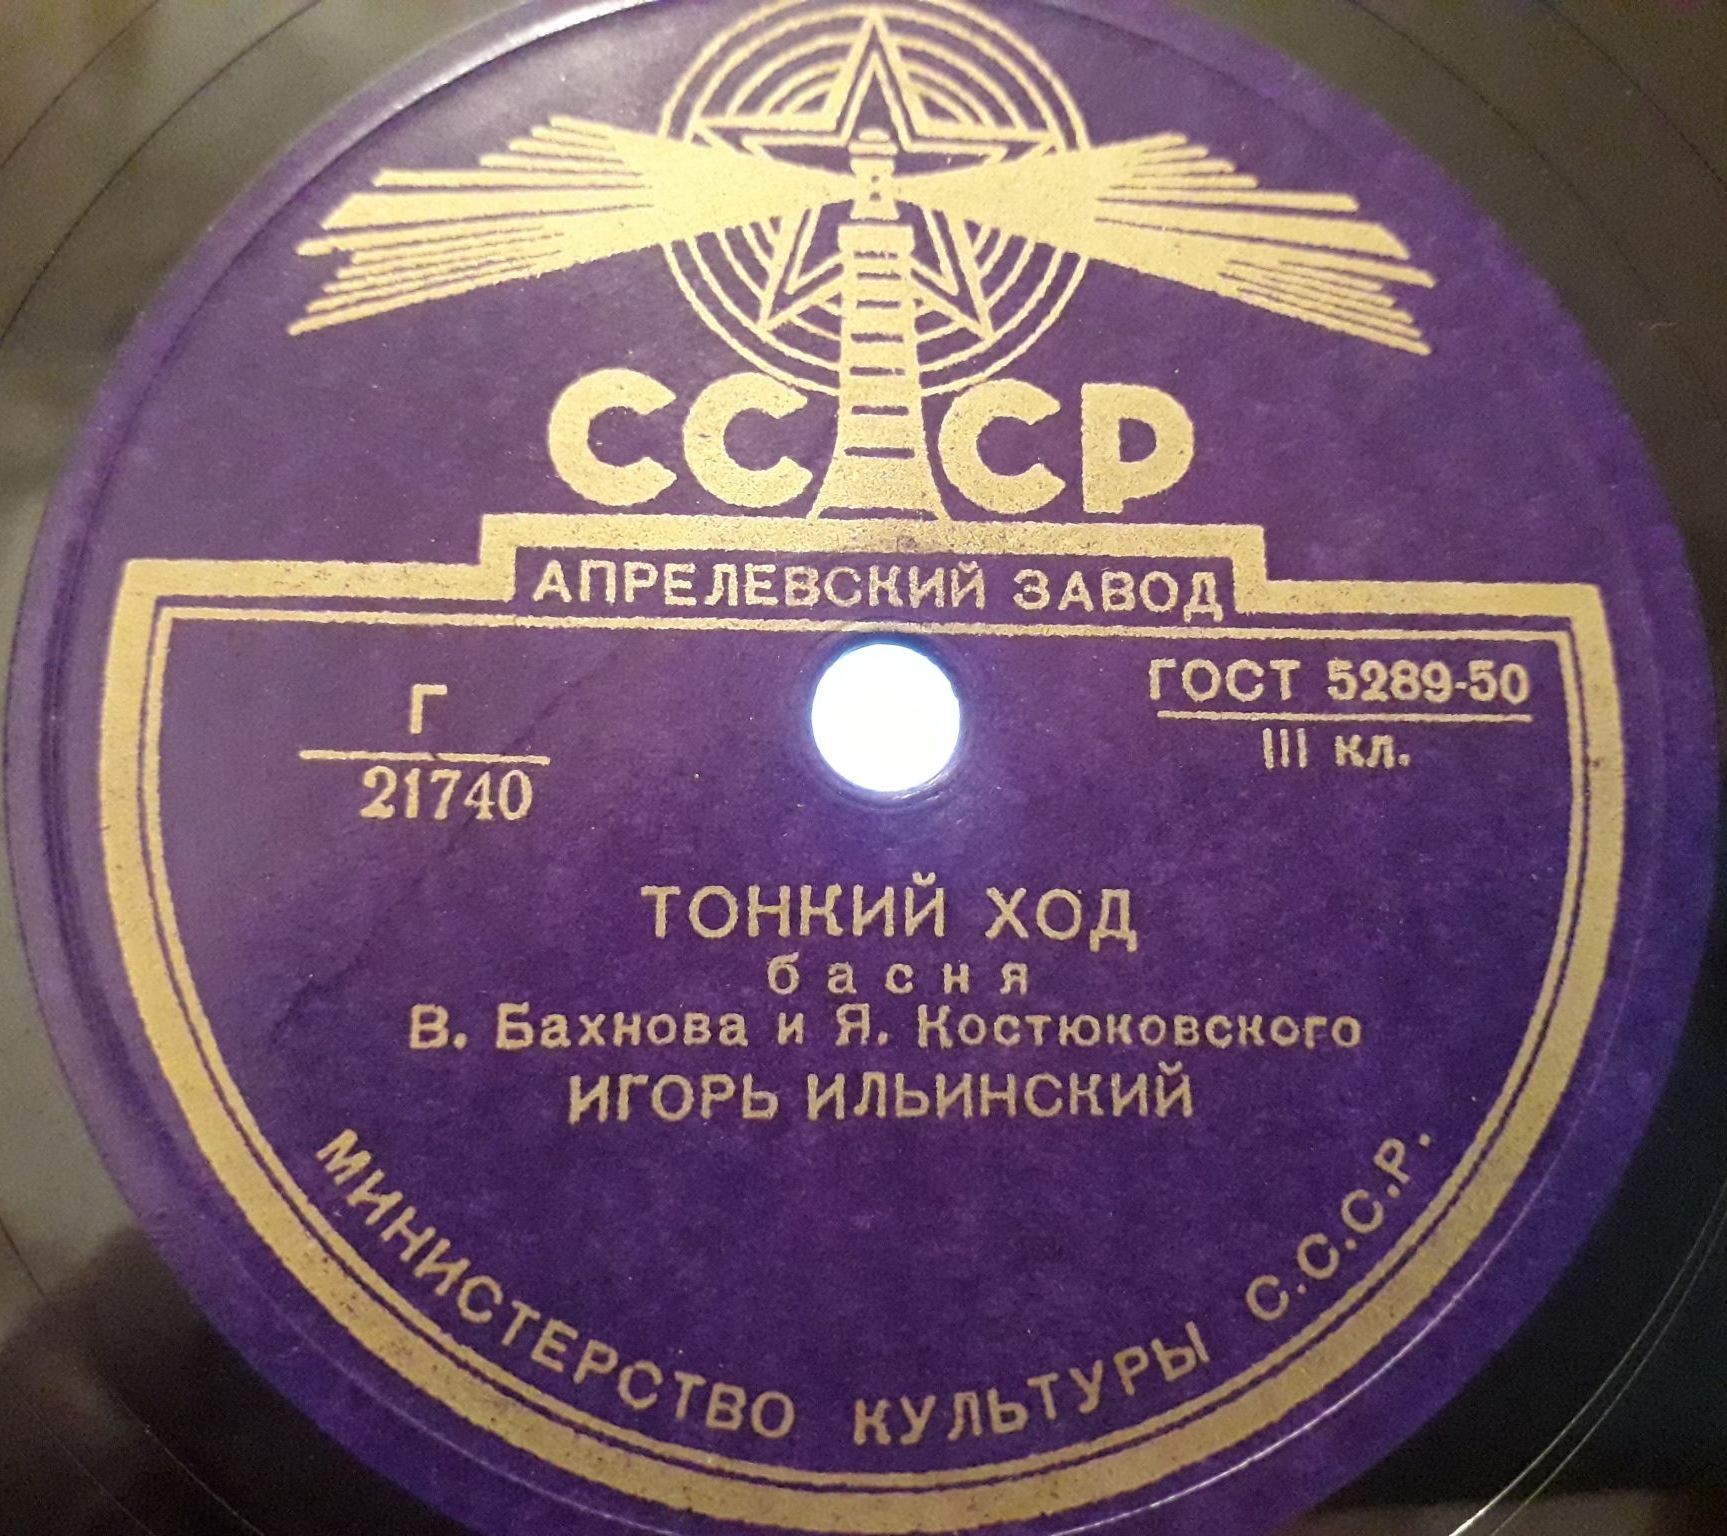 СССР
АПРЕЛЕВСКИЙ ЗАВОД
Г
21740
ГОСТ 5289-50
III кл.
ТОНКИЙ ХОД
басня
В. Бахнова и Я. Костюковского
ИГОРЬ ИЛЬИНСКИЙ
МИНИСТЕРСТВО КУЛЬТУРЫ С.С.С.Р.